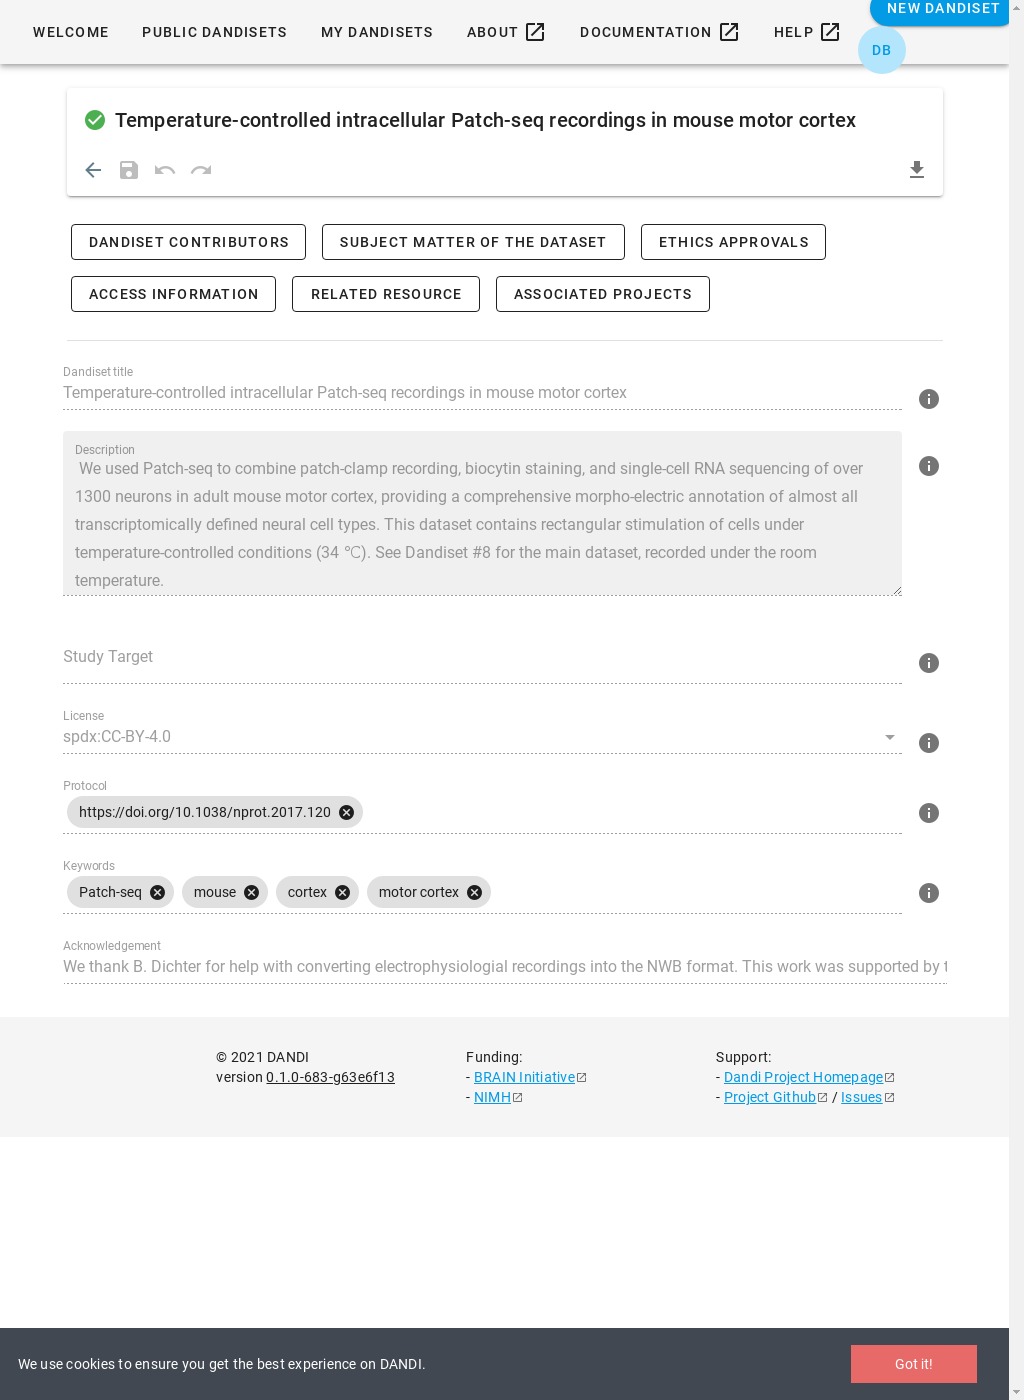 NEW DANDISET
WELCOME PUBLIC DANDISETS MY DANDISETS ABOUT DOCUMENTATION HELP
DB
Temperature-controlled intracellular Patch-seq recordings in mouse motor cortex
DANDISET CONTRIBUTORS SUBJECT MATTER OF THE DATASET ETHICS APPROVALS
ACCESS INFORMATION RELATED RESOURCE ASSOCIATED PROJECTS
Dandiset title
Temperature-controlled intracellular Patch-seq recordings in mouse motor cortex
Description
We used Patch-seq to combine patch-clamp recording, biocytin staining, and single-cell RNA sequencing of over
1300 neurons in adult mouse motor cortex, providing a comprehensive morpho-electric annotation of almost all
transcriptomically defined neural cell types. This dataset contains rectangular stimulation of cells under
temperature-controlled conditions (34 ℃). See Dandiset #8 for the main dataset, recorded under the room
temperature.
Study Target
License
spdx:CC-BY-4.0
Protocol
https://doi.org/10.1038/nprot.2017.120
Keywords
Patch-seq mouse cortex motor cortex
Acknowledgement
We thank B. Dichter for help with converting electrophysiologial recordings into the NWB format. This work was supported by t
© 2021 DANDI Funding: Support:
version 0.1.0-683-g63e6f13 - BRAIN Initiative - Dandi Project Homepage
- NIMH - Project Github / Issues
We use cookies to ensure you get the best experience on DANDI. Got it!